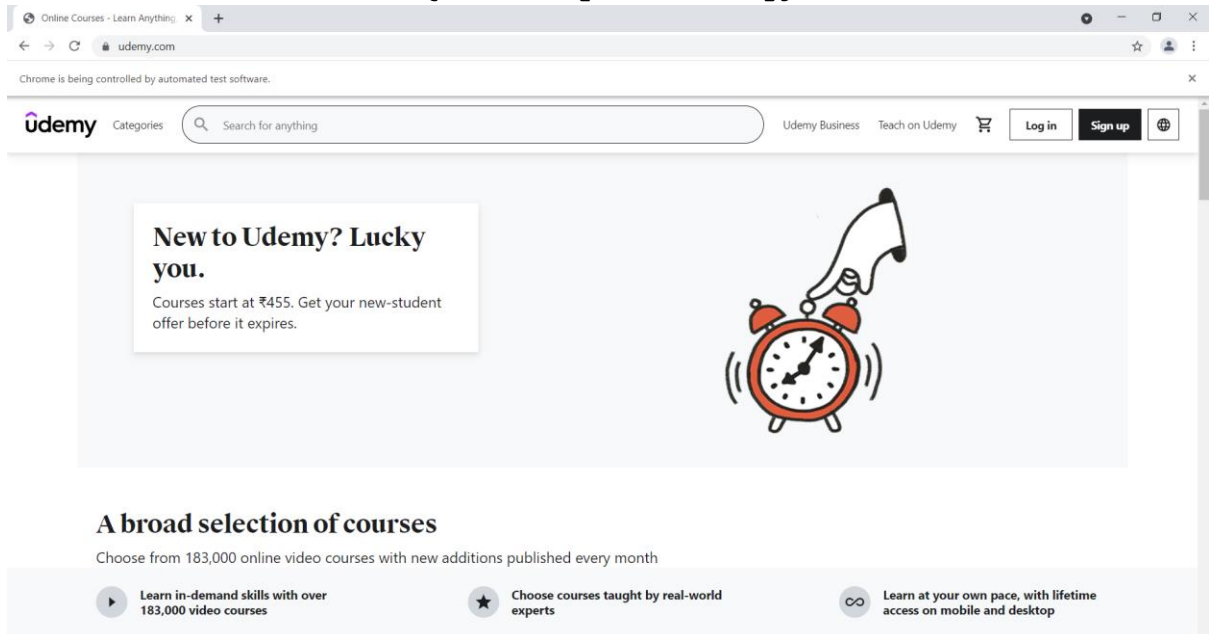 Online Courses - Learn Anything
udemy.com
Chrome is being controlled by automated test software.
ûdemy Categories Search for anything Udemy Business Teach on Udemy Log in Sign up
New to Udemy? Lucky
you.
Courses start at ₹455. Get your new-student
offer before it expires.
A broad selection of courses
Choose from 183,000 online video courses with new additions published every month
Learn in-demand skills with over
183,000 video courses
Choose courses taught by real-world
experts
Learn at your own pace, with lifetime
access on mobile and desktop